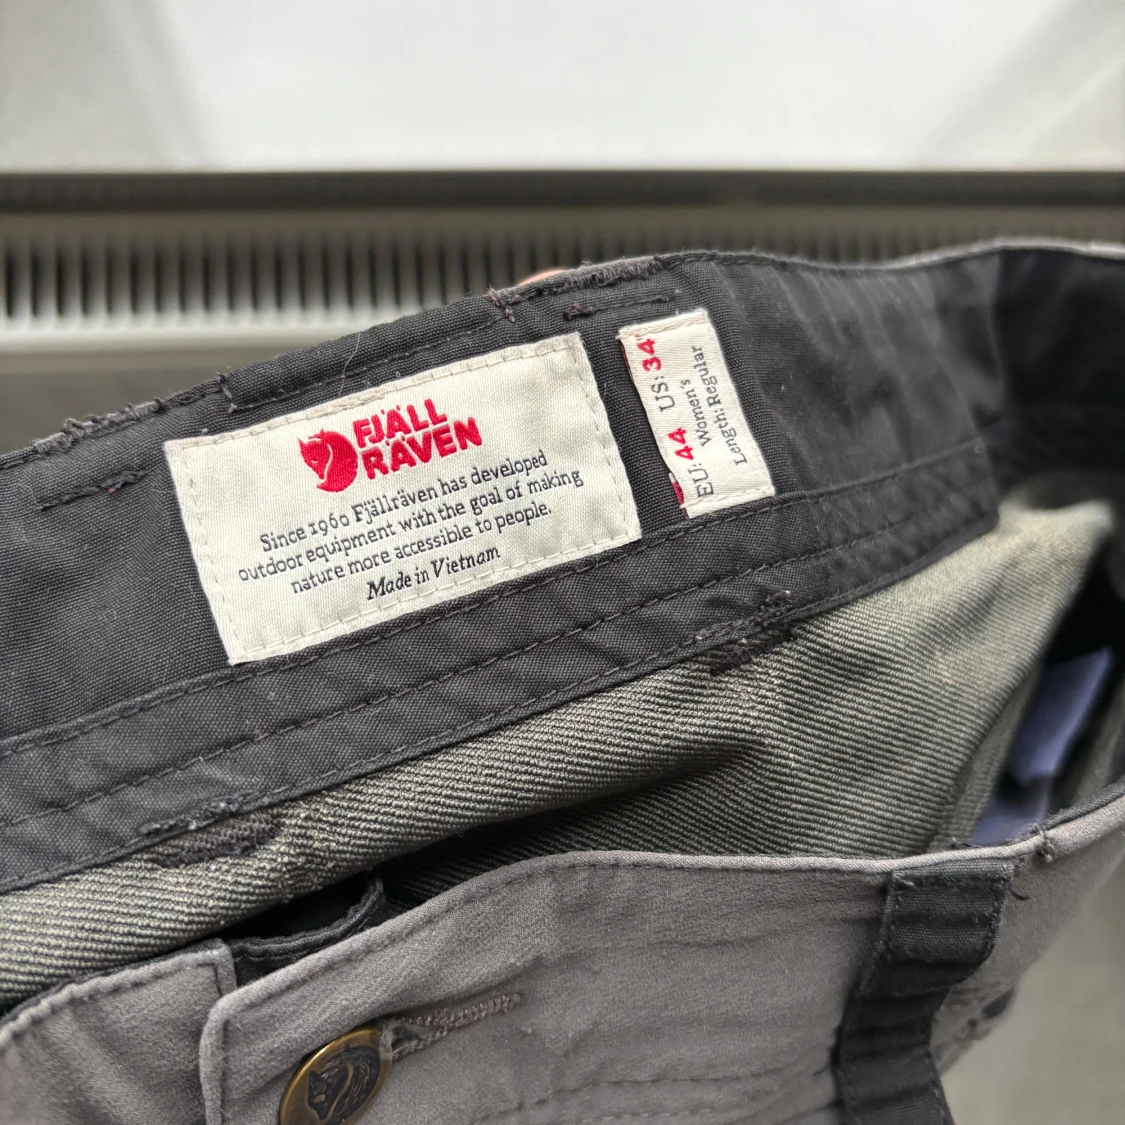 FJÄLL
RÄVEN
Since 1960 Fjällräven has developed
outdoor equipment with the goal of making
nature more accessible to people.
Made in Vietnam
EU: 44 US: 34"
Women's
Length: Regular